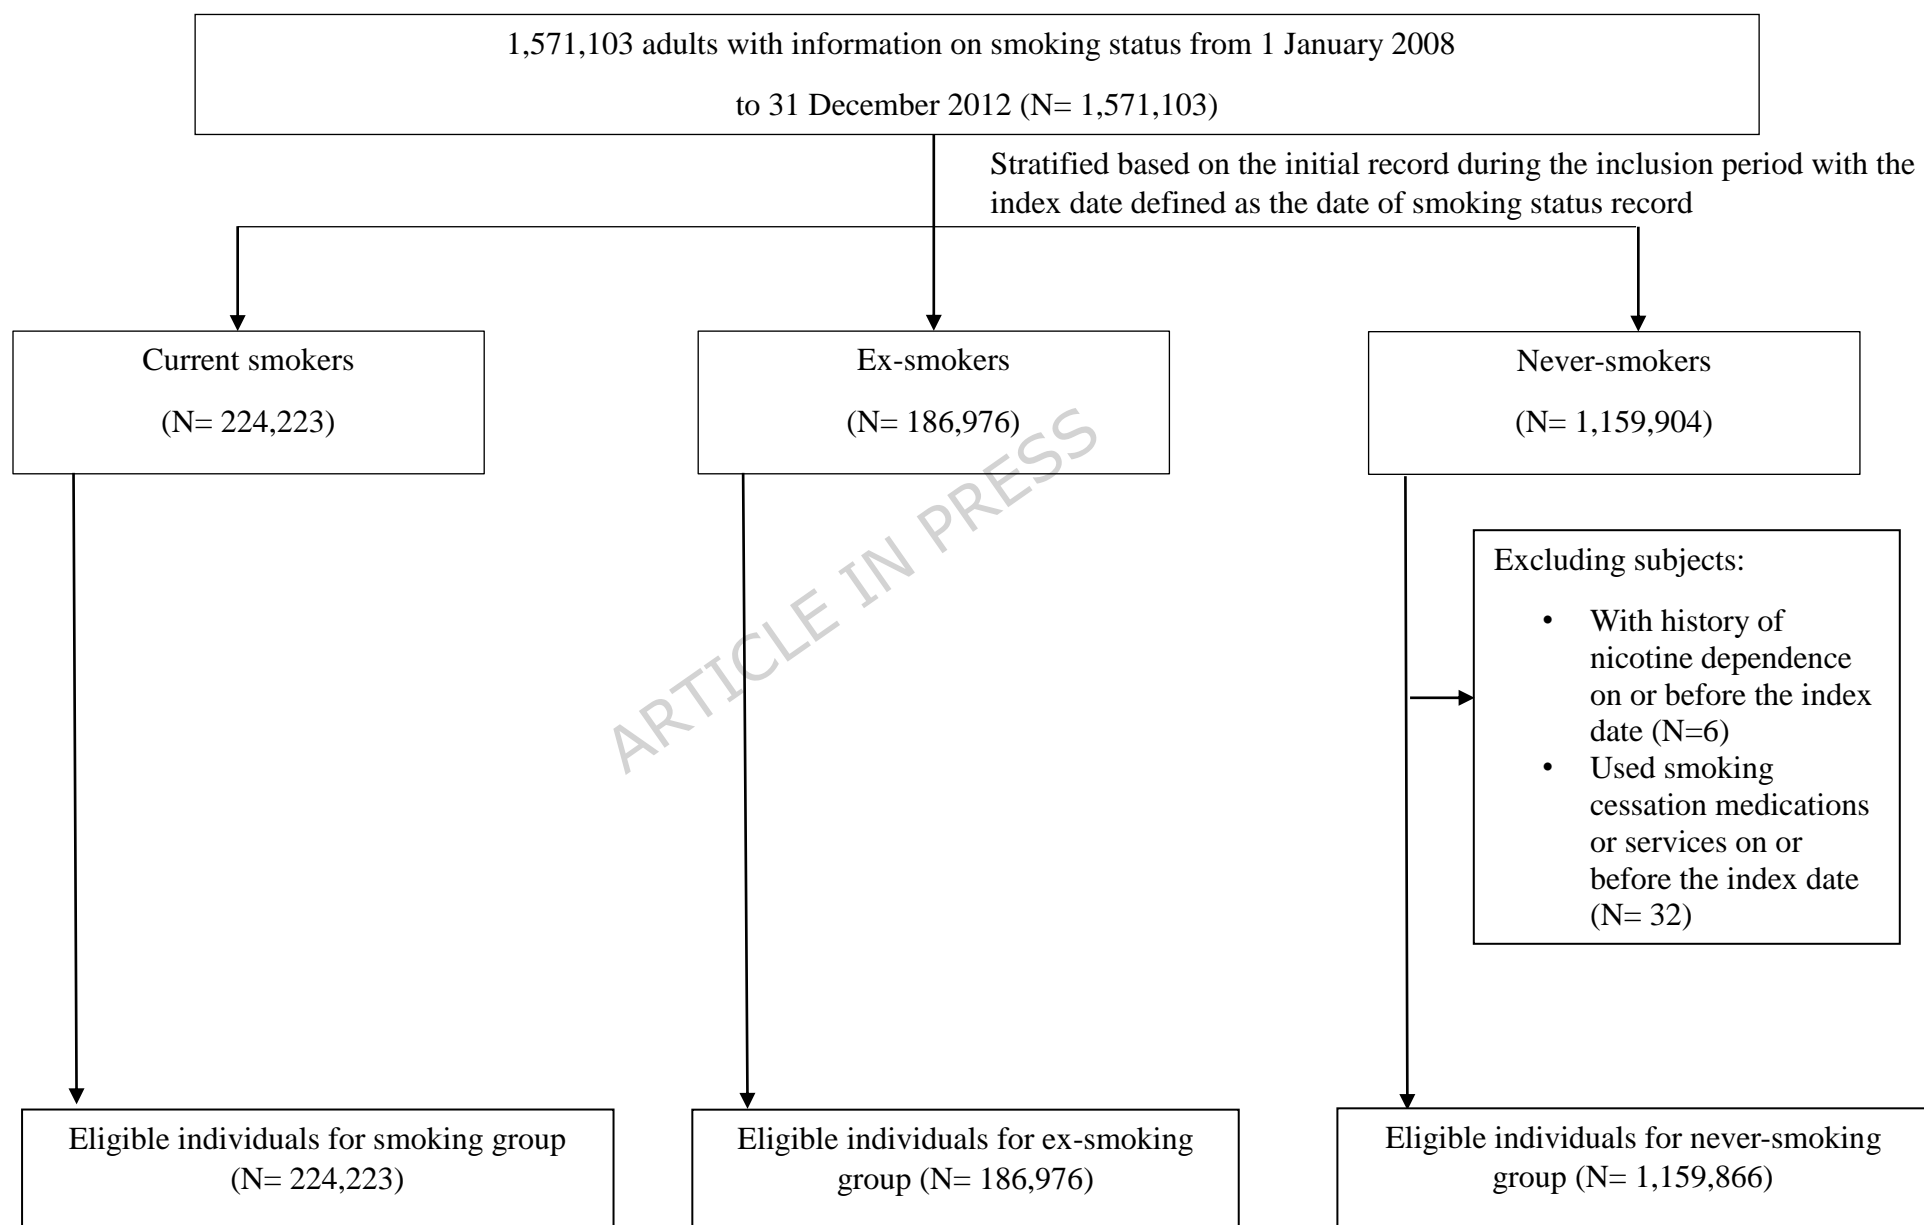 1,571,103 adults with information on smoking status from 1 January 2008
to 31 December 2012 (N= 1,571,103)
Stratified based on the initial record during the inclusion period with the
index date defined as the date of smoking status record
Current smokers
(N= 224,223)
Ex-smokers
(N= 186,976)
Never-smokers
(N= 1,159,904)
ARTICLE IN PRESS
Excluding subjects:
• With history of
nicotine dependence
on or before the index
date (N=6)
• Used smoking
cessation medications
or services on or
before the index date
(N= 32)
Eligible individuals for smoking group
(N= 224,223)
Eligible individuals for ex-smoking
group (N= 186,976)
Eligible individuals for never-smoking
group (N= 1,159,866)